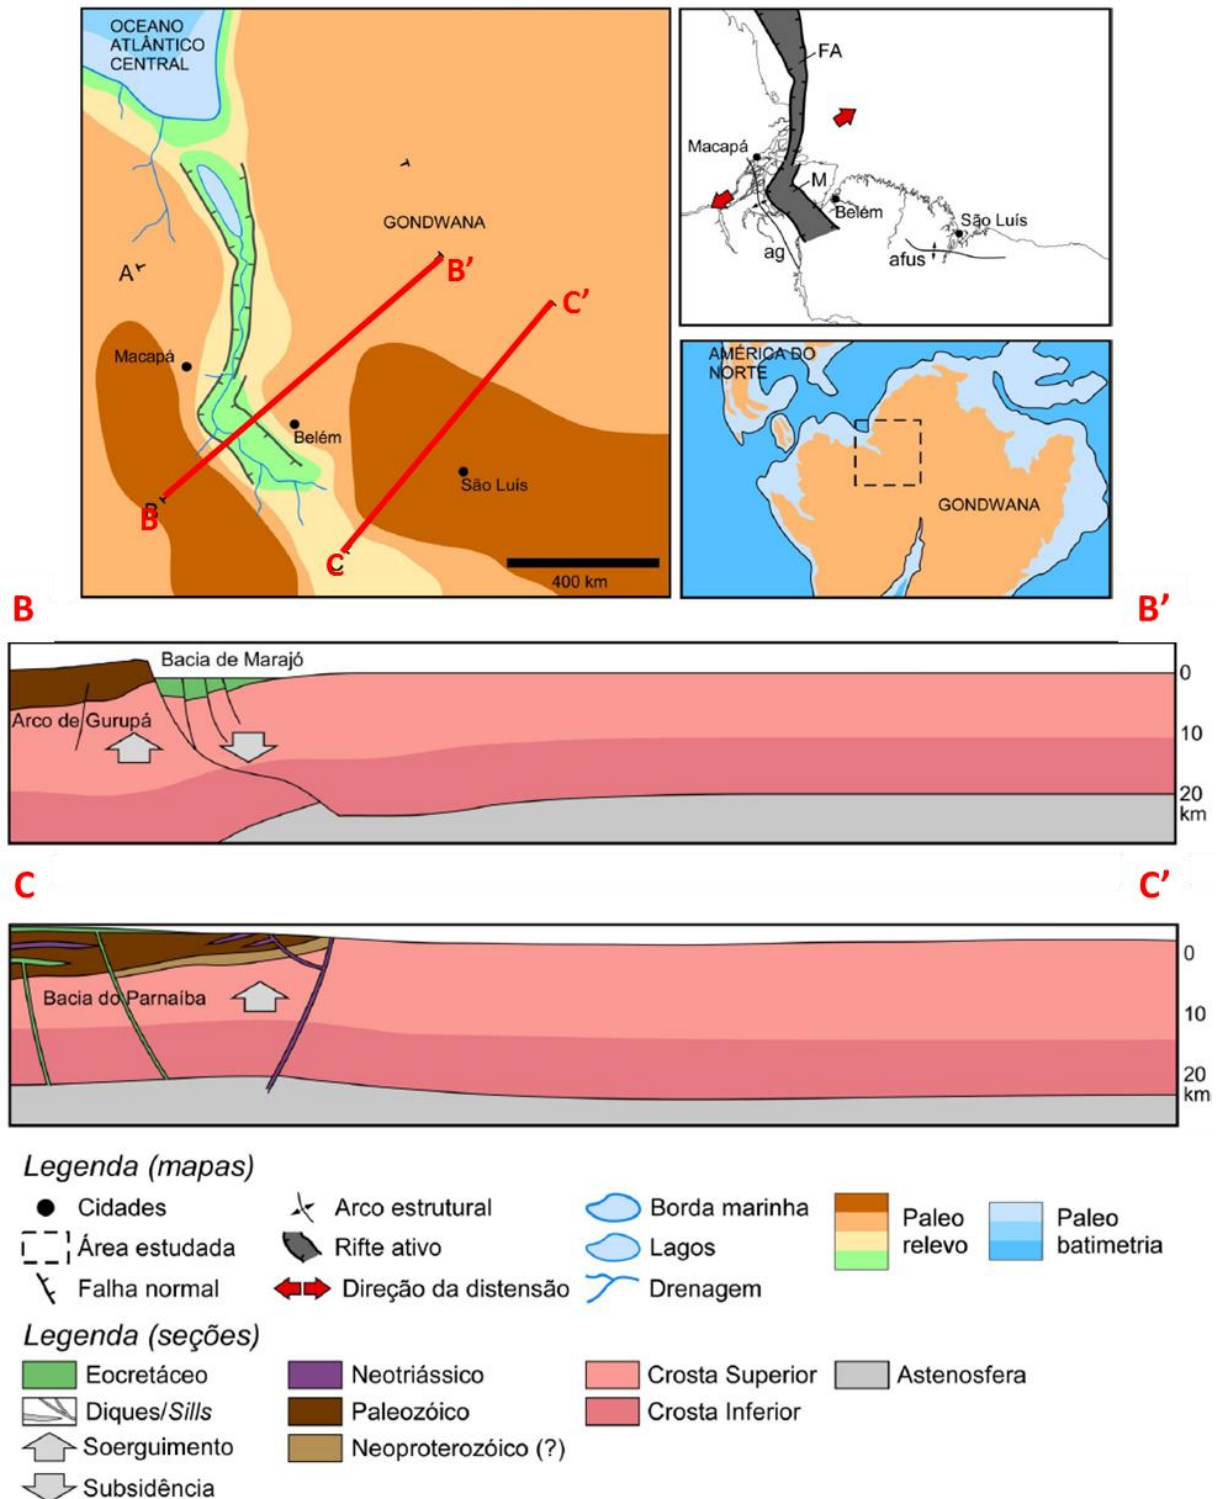 OCEANO
ATLÂNTICO
CENTRAL
GONDWANA
B’
A
C’
Macapá
Belém
São Luís
B
B
C
C
400 km
FA
Macapá
M
Belém
São Luís
ag
afus
AMÉRICA DO
NORTE
GONDWANA
B B’
Bacia de Marajó
0
Arco de Gurupá
10
20
km
C C’
0
Bacia do Parnaíba
10
20
km
Legenda (mapas)
Cidades Arco estrutural Borda marinha Paleo relevo Paleo batimetria
Área estudada Rifte ativo Lagos
Falha normal Direção da distensão Drenagem
Legenda (seções)
Eocretáceo Neotriássico Crosta Superior Astenosfera
Diques/Sills Paleozóico Crosta Inferior
Soerguimento Neoproterozóico (?)
Subsidência